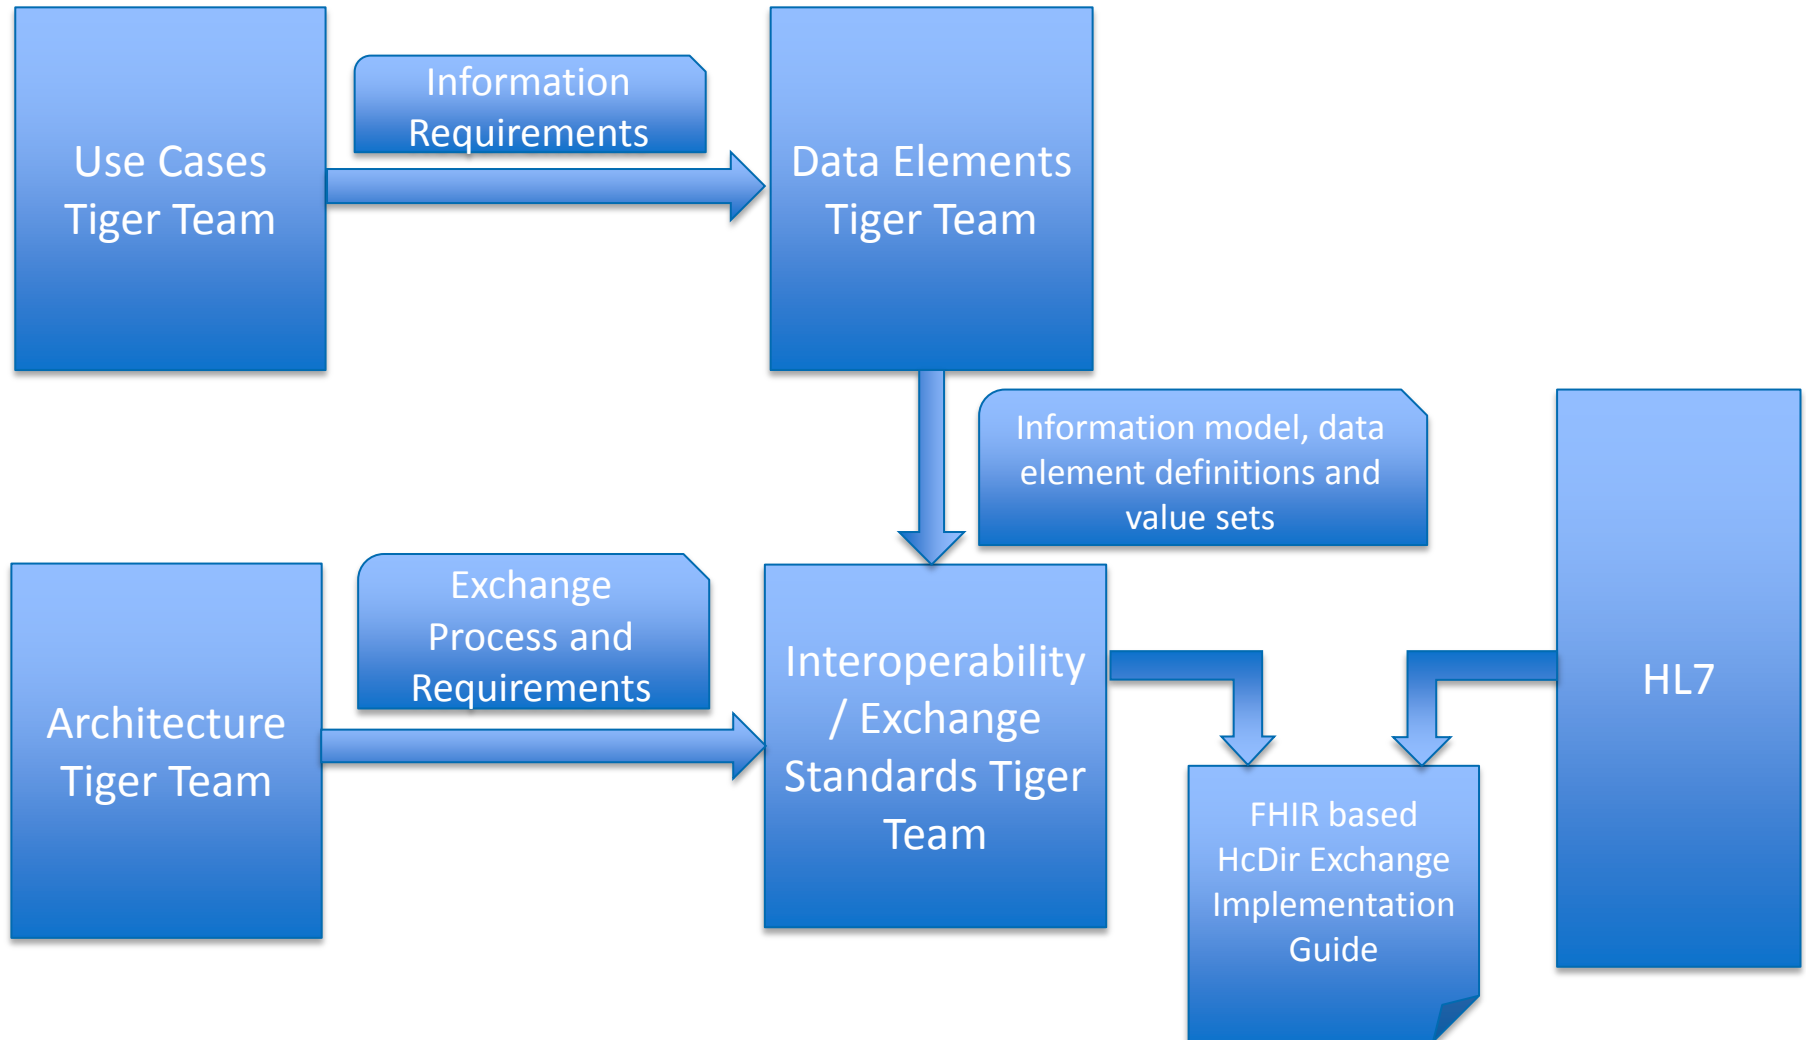 Use Cases
Tiger Team
Information
Requirements
Data Elements
Tiger Team
Information model, data
element definitions and
value sets
Architecture
Tiger Team
Exchange
Process and
Requirements
Interoperability
/ Exchange
Standards Tiger
Team
HL7
FHIR based
HcDir Exchange
Implementation
Guide